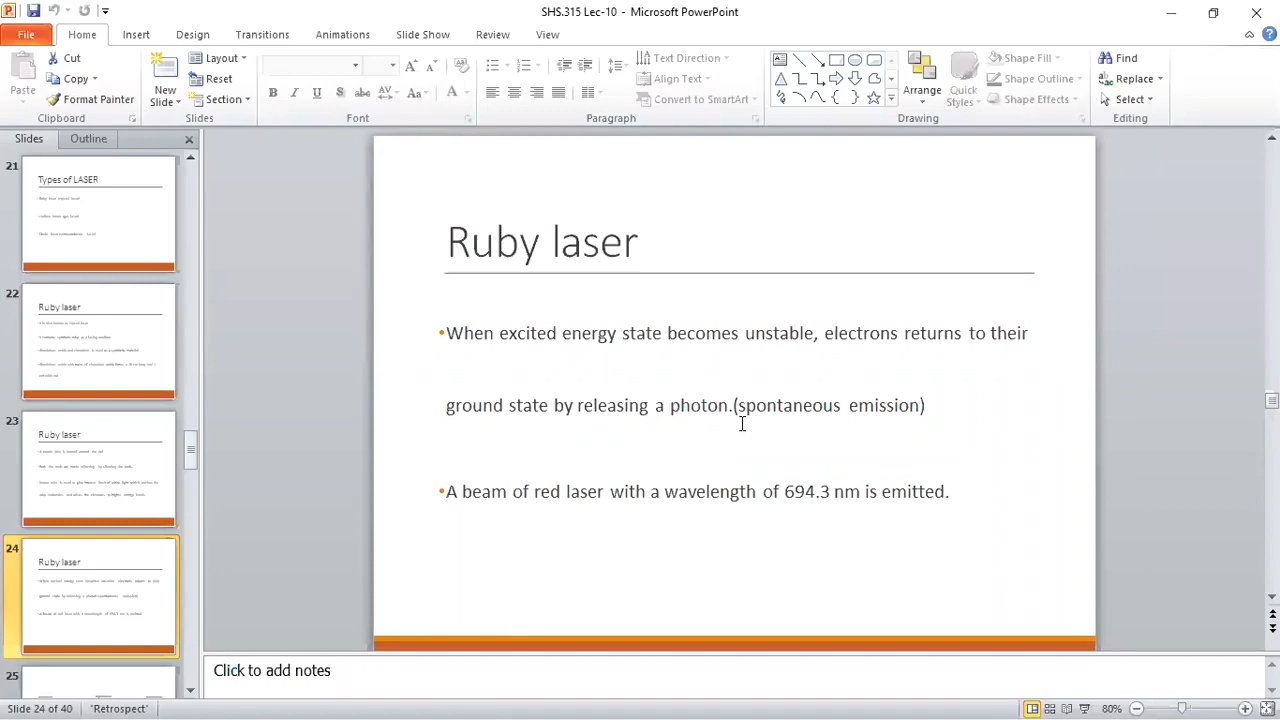 SHS.315 Lec-10 - Microsoft PowerPoint
File Home Insert Design Transitions Animations Slide Show Review View
Paste
Cut
Copy
Format Painter
Clipboard
New Slide
Layout
Reset
Section
Slides
B I U S abc AV Aa A
Font
Text Direction
Align Text
Convert to SmartArt
Paragraph
Arrange
Quick Styles
Shape Fill
Shape Outline
Shape Effects
Drawing
Find
Replace
Select
Editing
Slides Outline
21
Types of LASER
22
Ruby laser
23
Ruby laser
24
Ruby laser
25
Ruby laser
•When excited energy state becomes unstable, electrons returns to their
ground state by releasing a photon.(spontaneous emission)
•A beam of red laser with a wavelength of 694.3 nm is emitted.
Click to add notes
Slide 24 of 40 "Retrospect" 80%